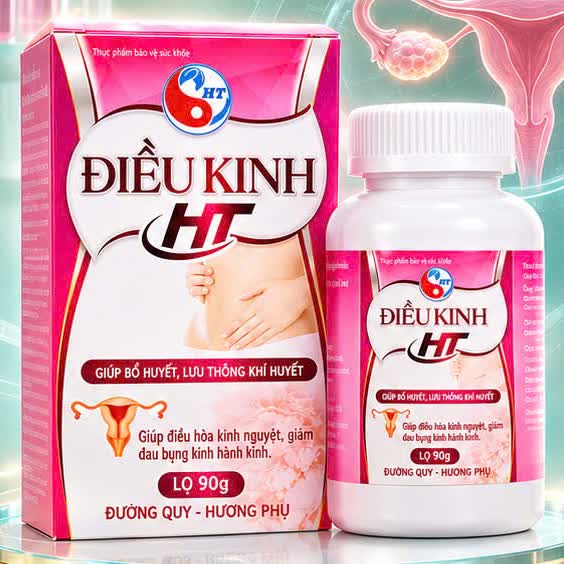 Thực phẩm bảo vệ sức khỏe
HT
ĐIỀU KINH
HT
GIÚP BỔ HUYẾT, LƯU THÔNG KHÍ HUYẾT
Giúp điều hòa kinh nguyệt, giảm
đau bụng kinh hành kinh.
LỌ 90g
ĐƯỜNG QUY - HƯƠNG PHỤ
Thực phẩm bảo vệ sức khỏe
HT
ĐIỀU KINH
HT
GIÚP BỔ HUYẾT, LƯU THÔNG KHÍ HUYẾT
Giúp điều hòa kinh nguyệt, giảm
đau bụng kinh hành kinh.
LỌ 90g
ĐƯỜNG QUY - HƯƠNG PHỤ